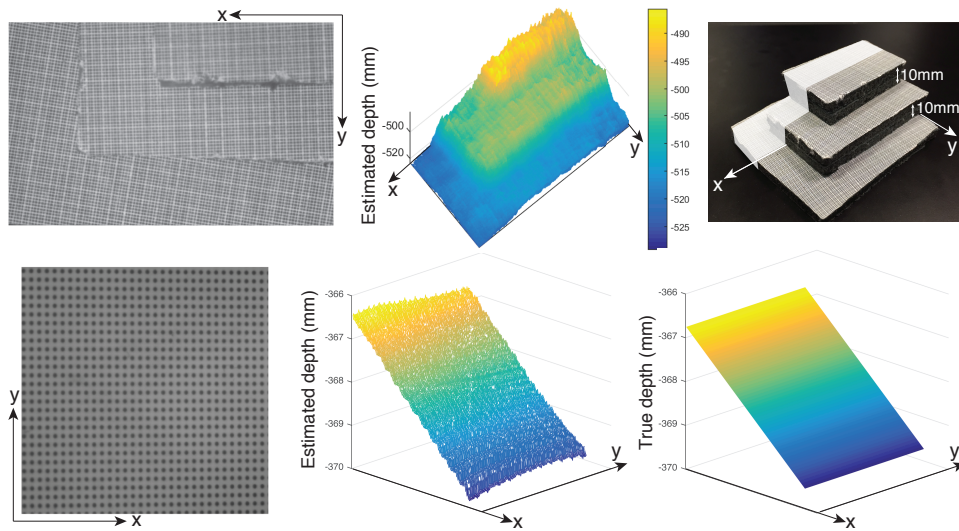 x
y
Estimated depth (mm)
-500
-520
x
y
-490
-495
-500
-505
-510
-515
-520
-525
10mm
10mm
x
y
y
x
Estimated depth (mm)
-366
-367
-368
-369
-370
y
x
True depth (mm)
-366
-367
-368
-369
-370
y
x